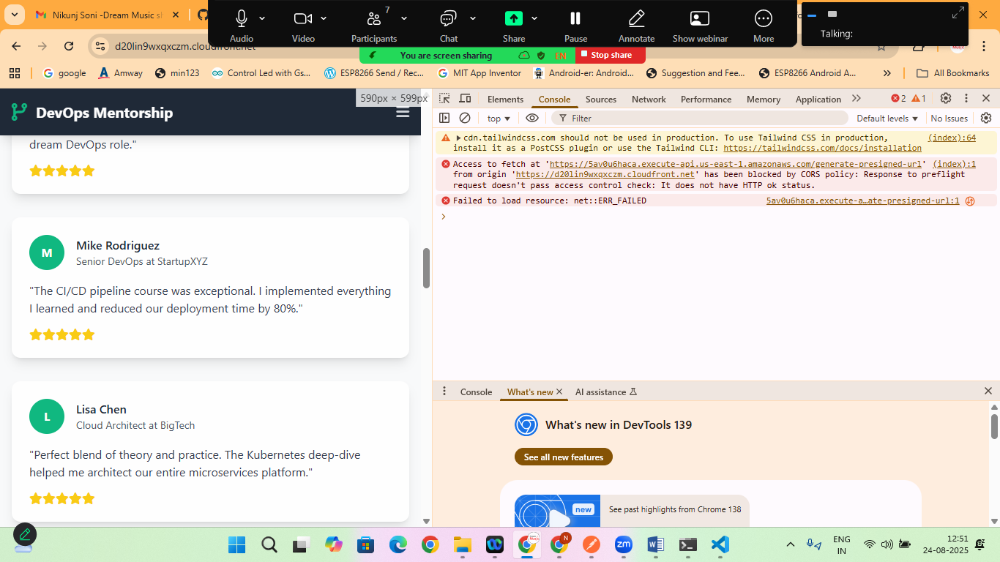 Nikunj Soni -Dream Music s
7
Audio
Video
Participants
Chat
Share
Pause
Annotate
Show webinar
More
Talking:
d20lin9wxqxczm.cloudfront.net
You are screen sharing
EN
Stop share
google
Amway
min123
Control Led with Gs...
ESP8266 Send / Rec...
MIT App Inventor
Android-er: Android...
Suggestion and Fee...
ESP8266 Android A...
All Bookmarks
DevOps Mentorship
590px × 599px
dream DevOps role."
M
Mike Rodriguez
Senior DevOps at StartupXYZ
"The CI/CD pipeline course was exceptional. I implemented everything
I learned and reduced our deployment time by 80%."
L
Lisa Chen
Cloud Architect at BigTech
"Perfect blend of theory and practice. The Kubernetes deep-dive
helped me architect our entire microservices platform."
Elements
Console
Sources
Network
Performance
Memory
Application
2
1
top
Filter
Default levels
No Issues
cdn.tailwindcss.com should not be used in production. To use Tailwind CSS in production, (index):64
install it as a PostCSS plugin or use the Tailwind CLI: https://tailwindcss.com/docs/installation
Access to fetch at 'https://5av0u6haca.execute-api.us-east-1.amazonaws.com/generate-presigned-url' (index):1
from origin 'https://d20lin9wxqxczm.cloudfront.net' has been blocked by CORS policy: Response to preflight
request doesn't pass access control check: It does not have HTTP ok status.
Failed to load resource: net::ERR_FAILED 5av0u6haca.execute-a…ate-presigned-url:1
Console
What's new
AI assistance
What's new in DevTools 139
See all new features
new
See past highlights from Chrome 138
N
zm
ENG
IN
12:51
24-08-2025